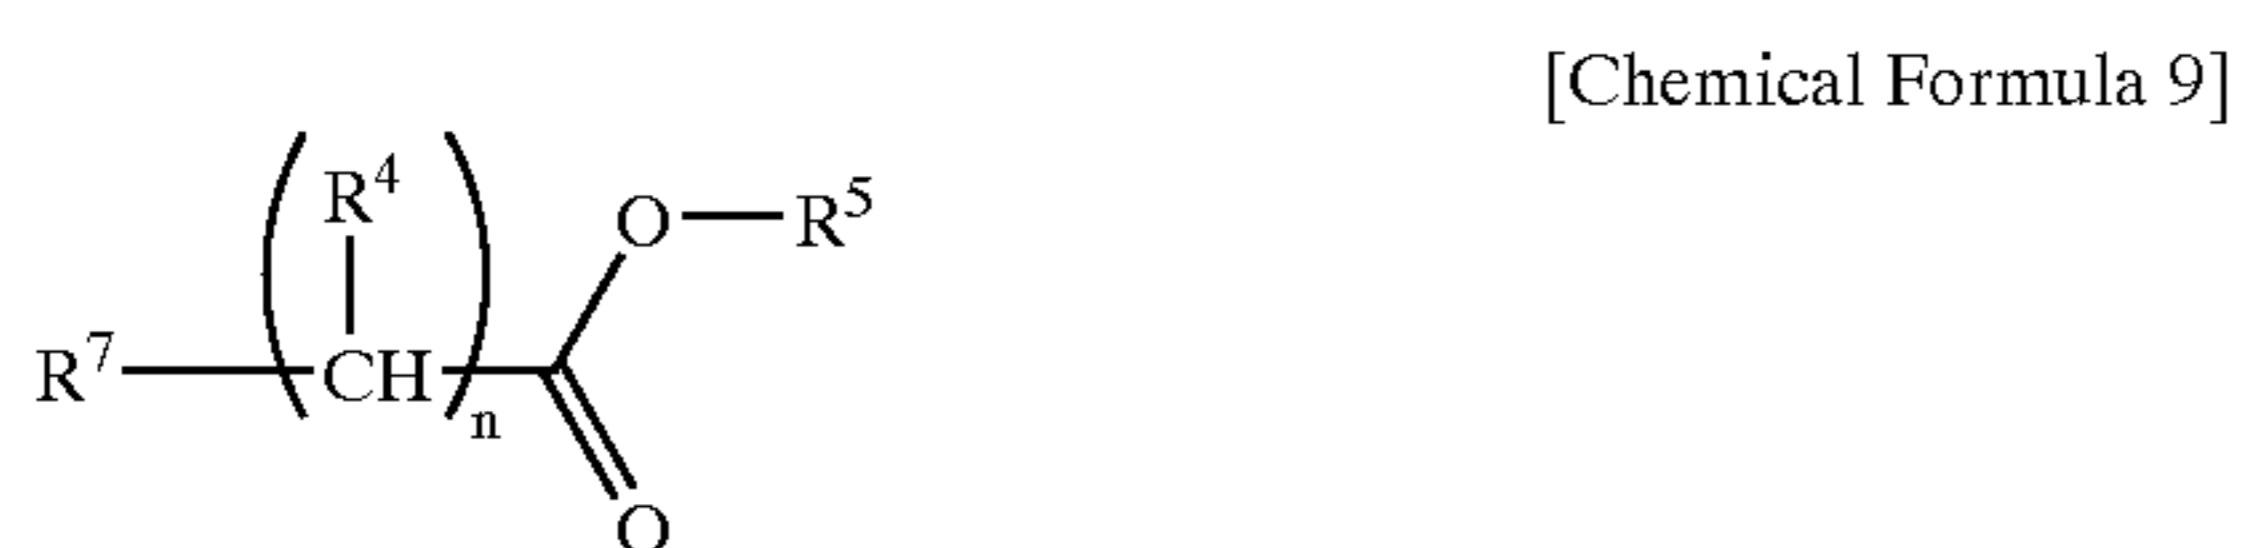 [Chemical Formula 9]
R⁴
O—R⁵
R⁷—(CH)n
O